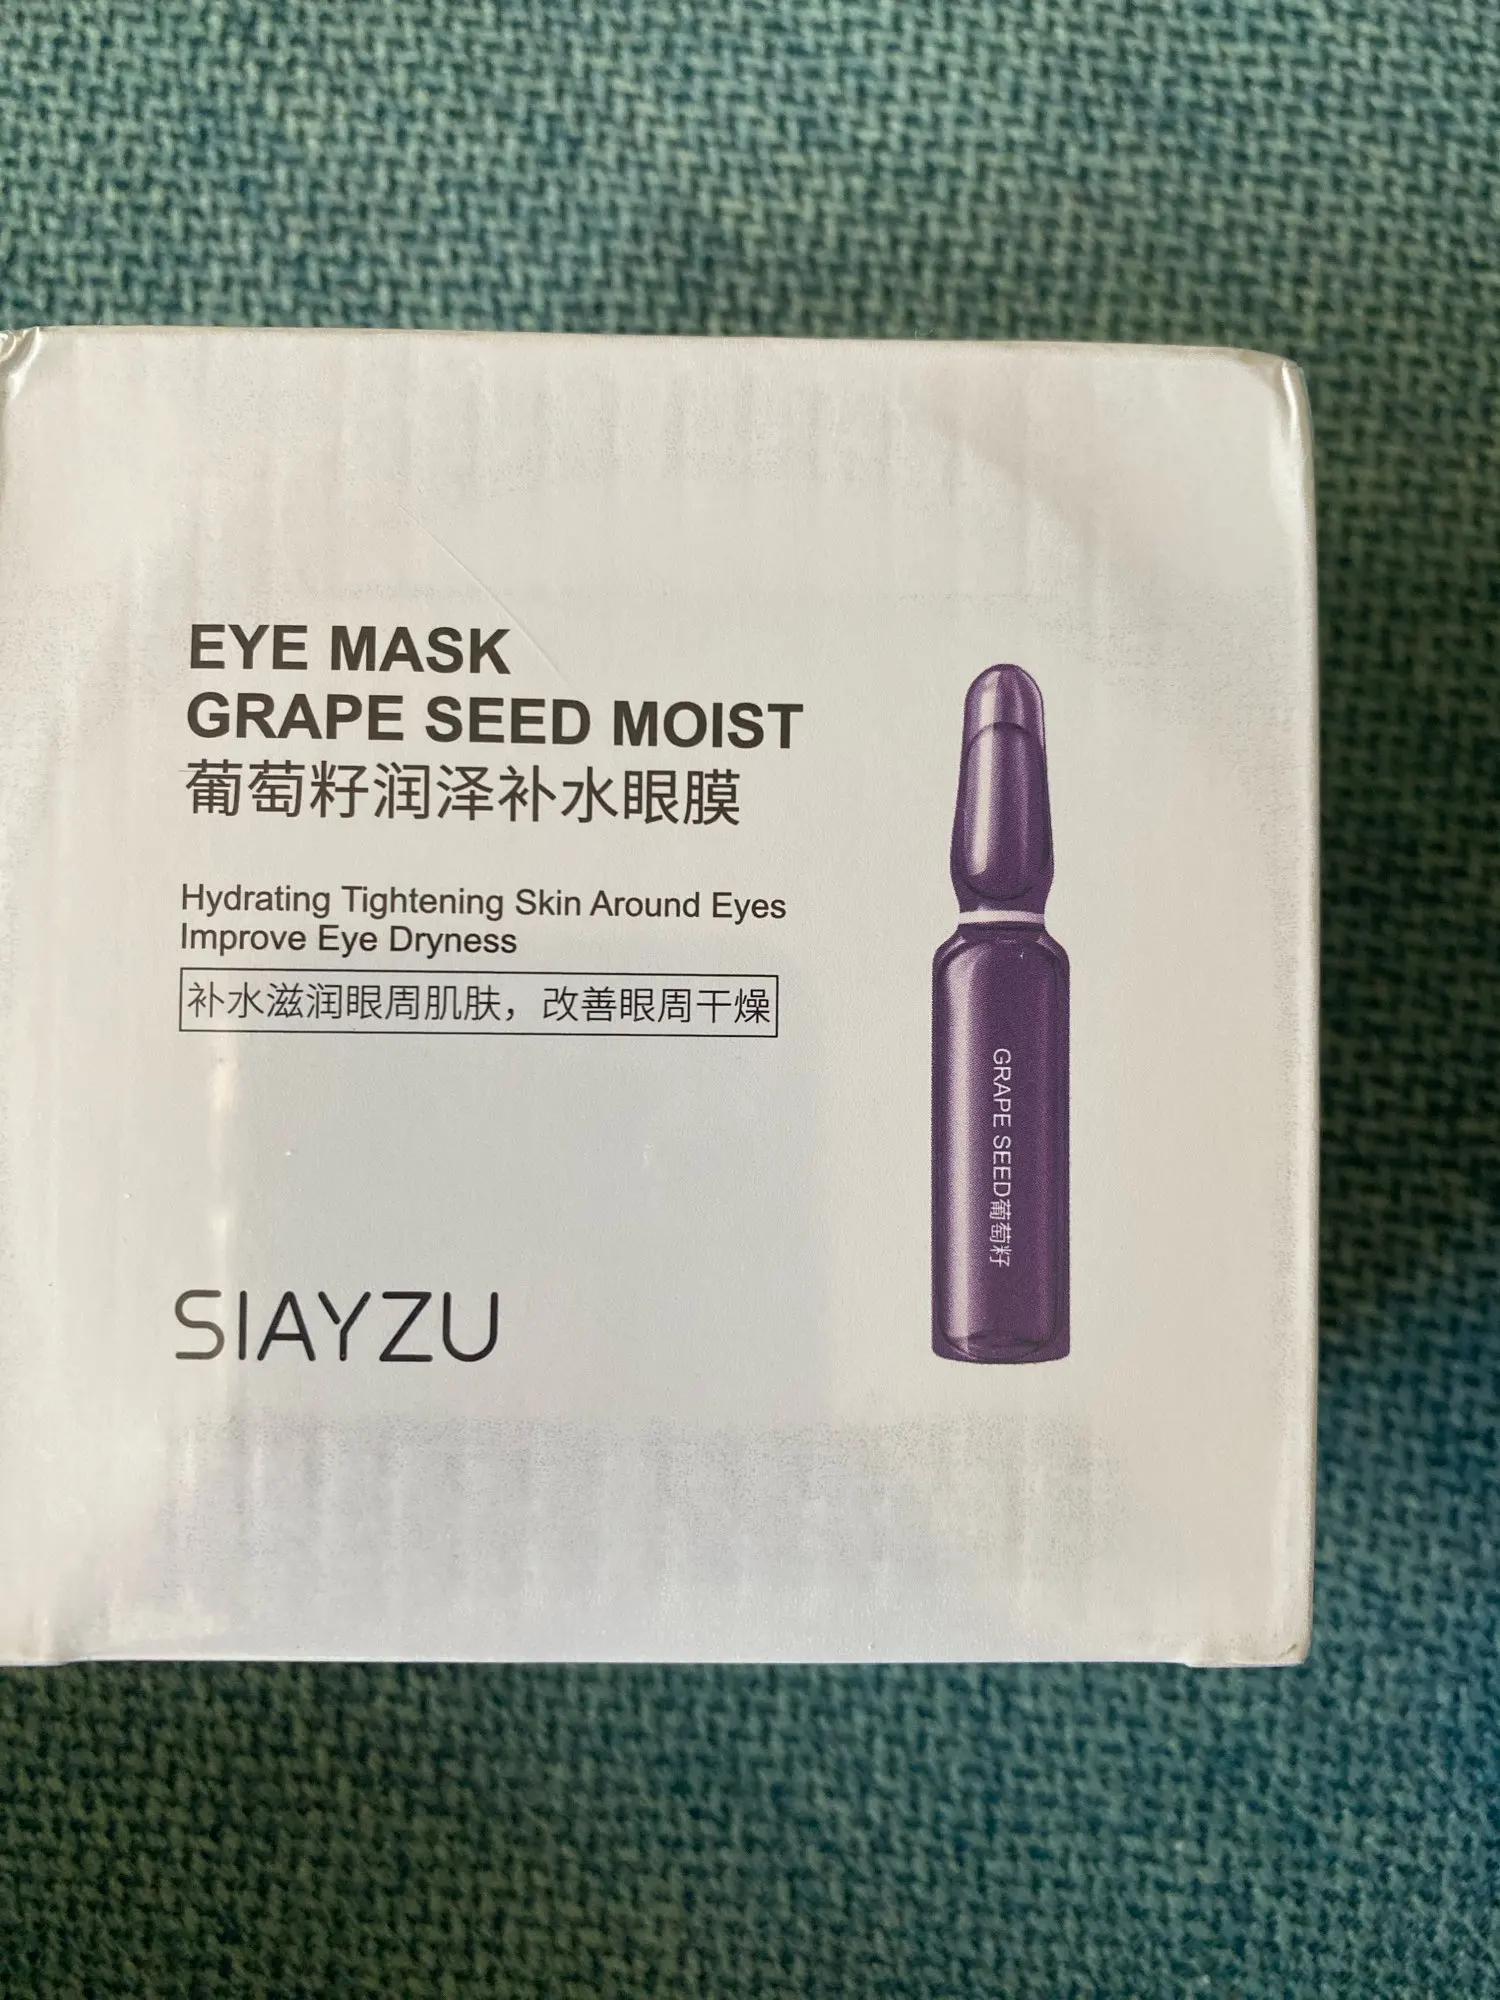 EYE MASK
GRAPE SEED MOIST
葡萄籽润泽补水眼膜
Hydrating Tightening Skin Around Eyes
Improve Eye Dryness
补水滋润眼周肌肤，改善眼周干燥
GRAPE SEED葡萄籽
SIAYZU